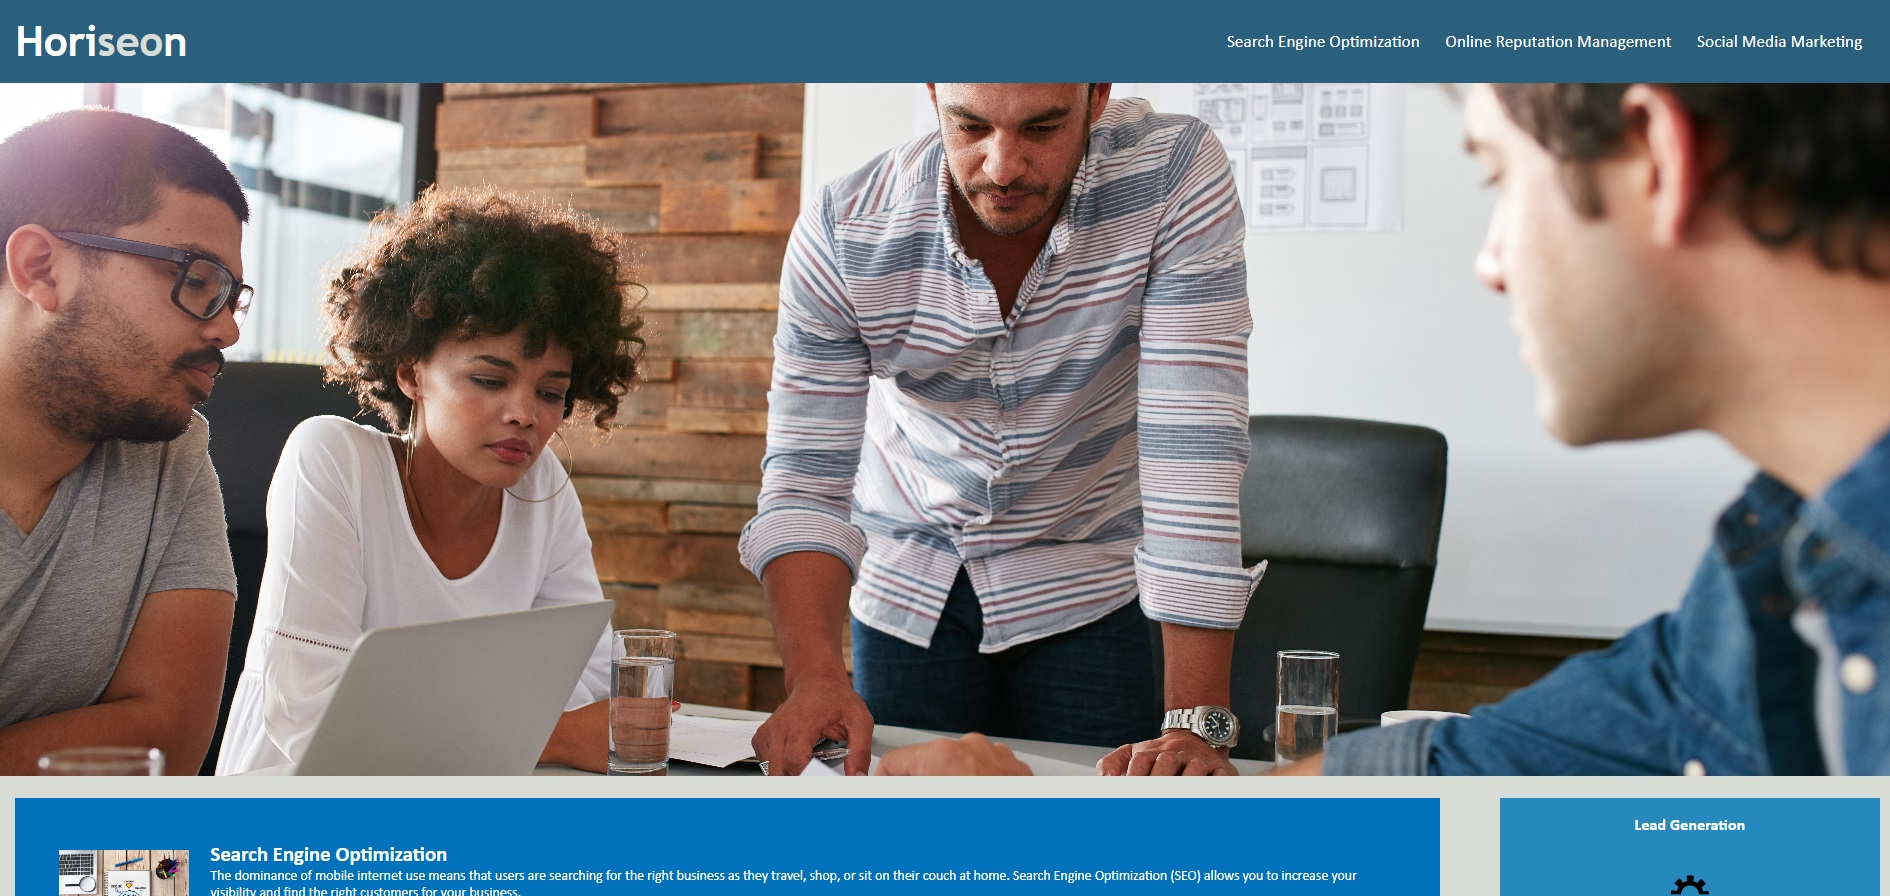 Horiseon
Search Engine Optimization
Online Reputation Management
Social Media Marketing
Search Engine Optimization
The dominance of mobile internet use means that users are searching for the right business as they travel, shop, or sit on their couch at home. Search Engine Optimization (SEO) allows you to increase your
visibility and find the right customers for your business.
Lead Generation